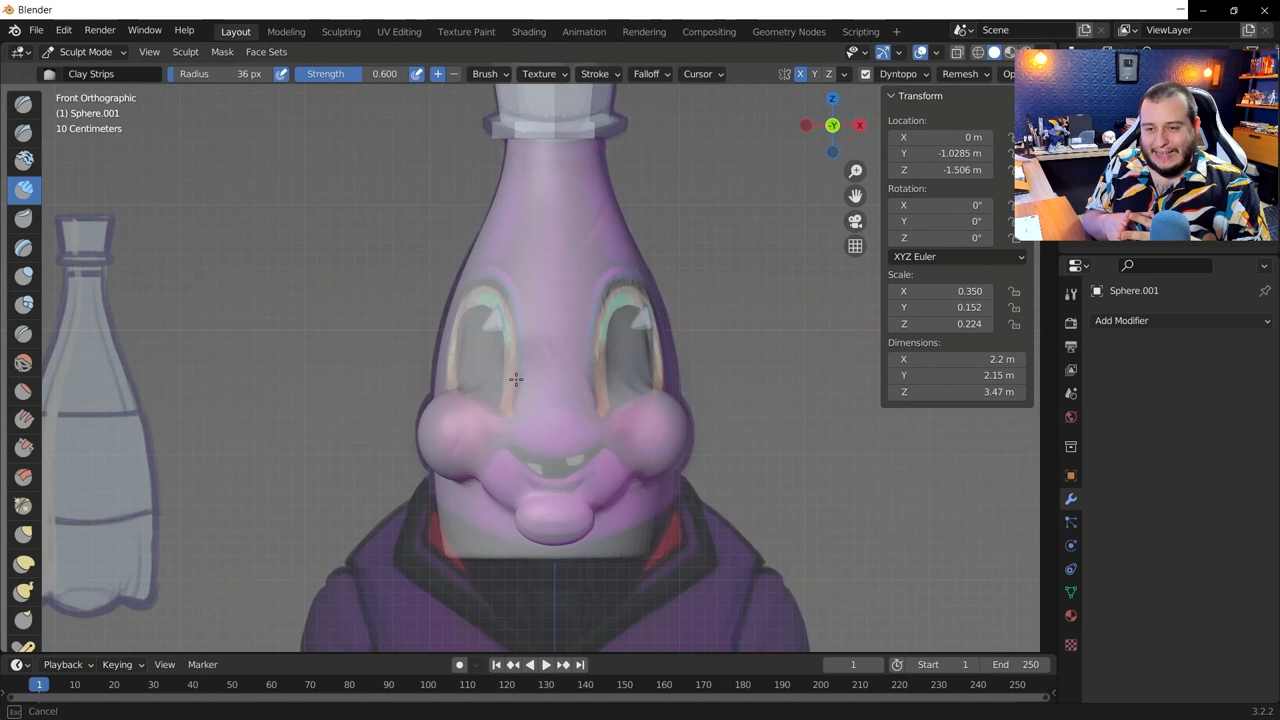 Blender
File Edit Render Window Help
Layout Modeling Sculpting UV Editing Texture Paint Shading Animation Rendering Compositing Geometry Nodes Scripting +
Scene
ViewLayer
Sculpt Mode View Sculpt Mask Face Sets
Clay Strips Radius 36 px Strength 0.600 Brush Texture Stroke Falloff Cursor X Y Z Dyntopo Remesh Op
Front Orthographic
(1) Sphere.001
10 Centimeters
Z
X
-Y
Transform
Location:
X 0 m
Y -1.0285 m
Z -1.506 m
Rotation:
X 0°
Y 0°
Z 0°
XYZ Euler
Scale:
X 0.350
Y 0.152
Z 0.224
Dimensions:
X 2.2 m
Y 2.15 m
Z 3.47 m
Sphere.001
Add Modifier
Playback Keying View Marker 1 Start 1 End 250
1 10 20 30 40 50 60 70 80 90 100 110 120 130 140 150 160 170 180 190 200 210 220 230 240 250
Esc Cancel 3.2.2